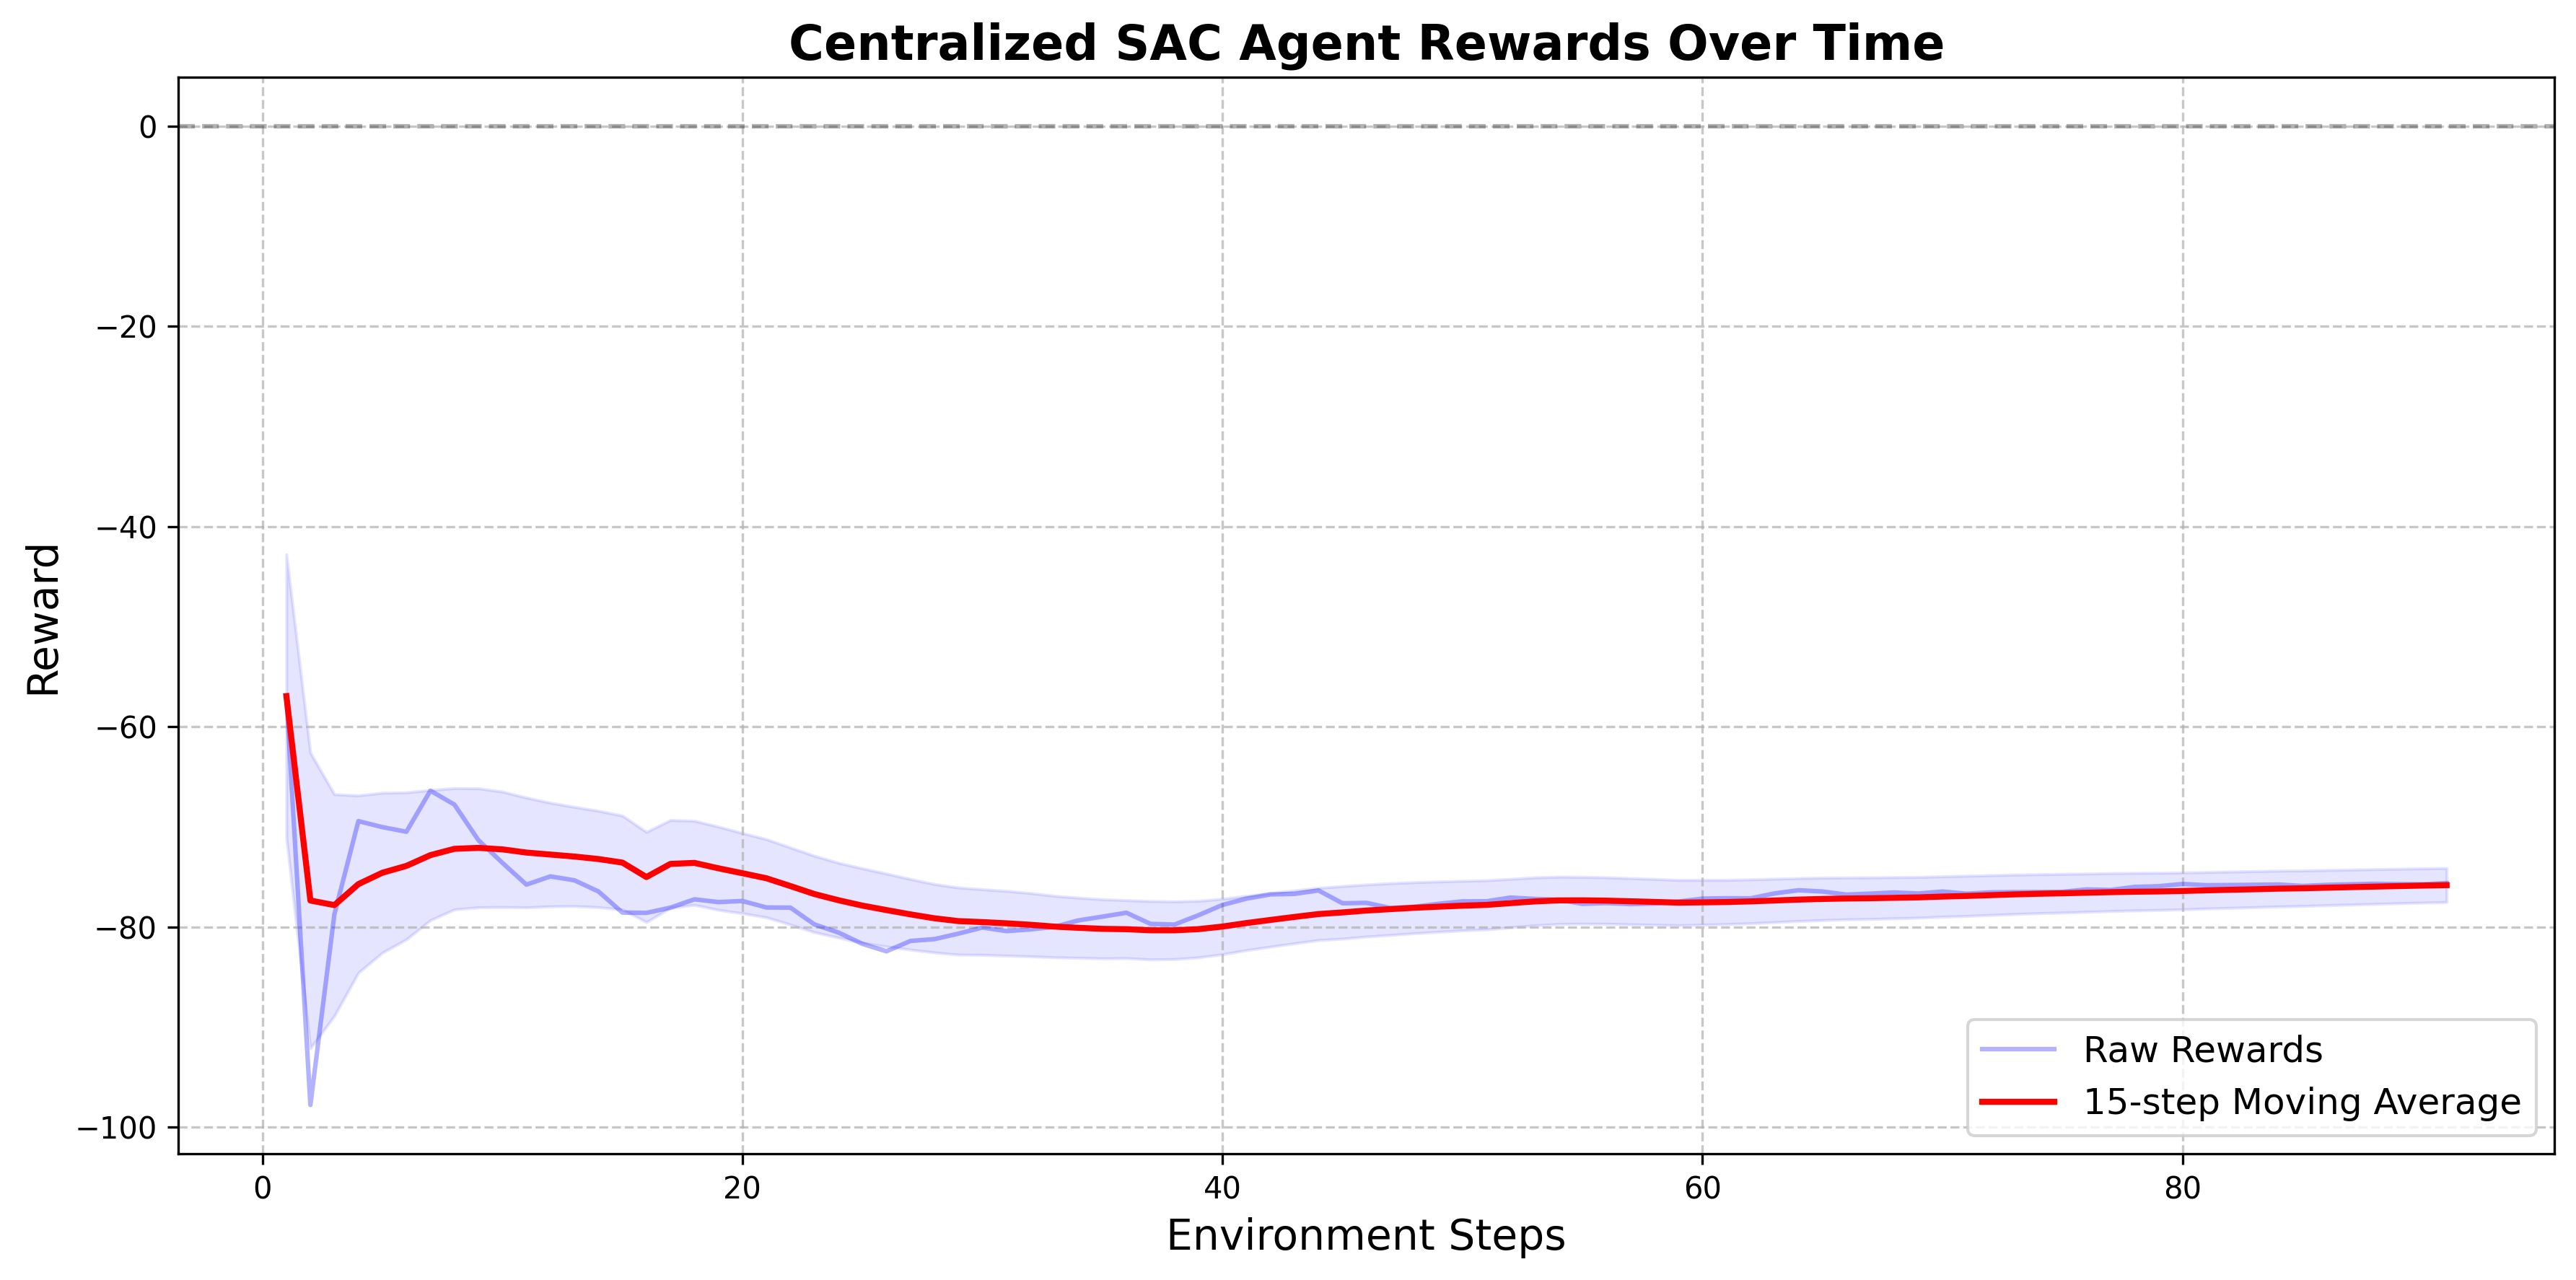 Centralized SAC Agent Rewards Over Time
Reward
0
−20
−40
−60
−80
−100
0 20 40 60 80
Environment Steps
Raw Rewards
15-step Moving Average